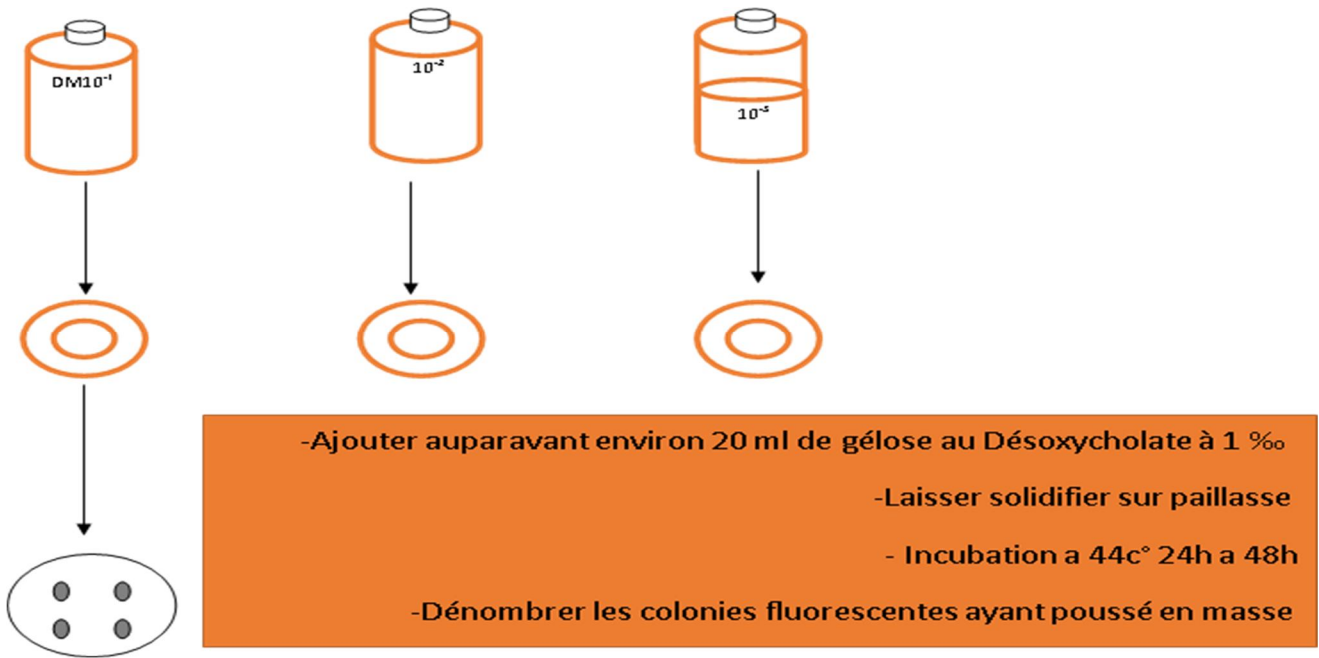 DM10⁻¹
10⁻²
10⁻³
-Ajouter auparavant environ 20 ml de gélose au Désoxycholate à 1 ‰
-Laisser solidifier sur paillasse
- Incubation a 44c° 24h a 48h
-Dénombrer les colonies fluorescentes ayant poussé en masse